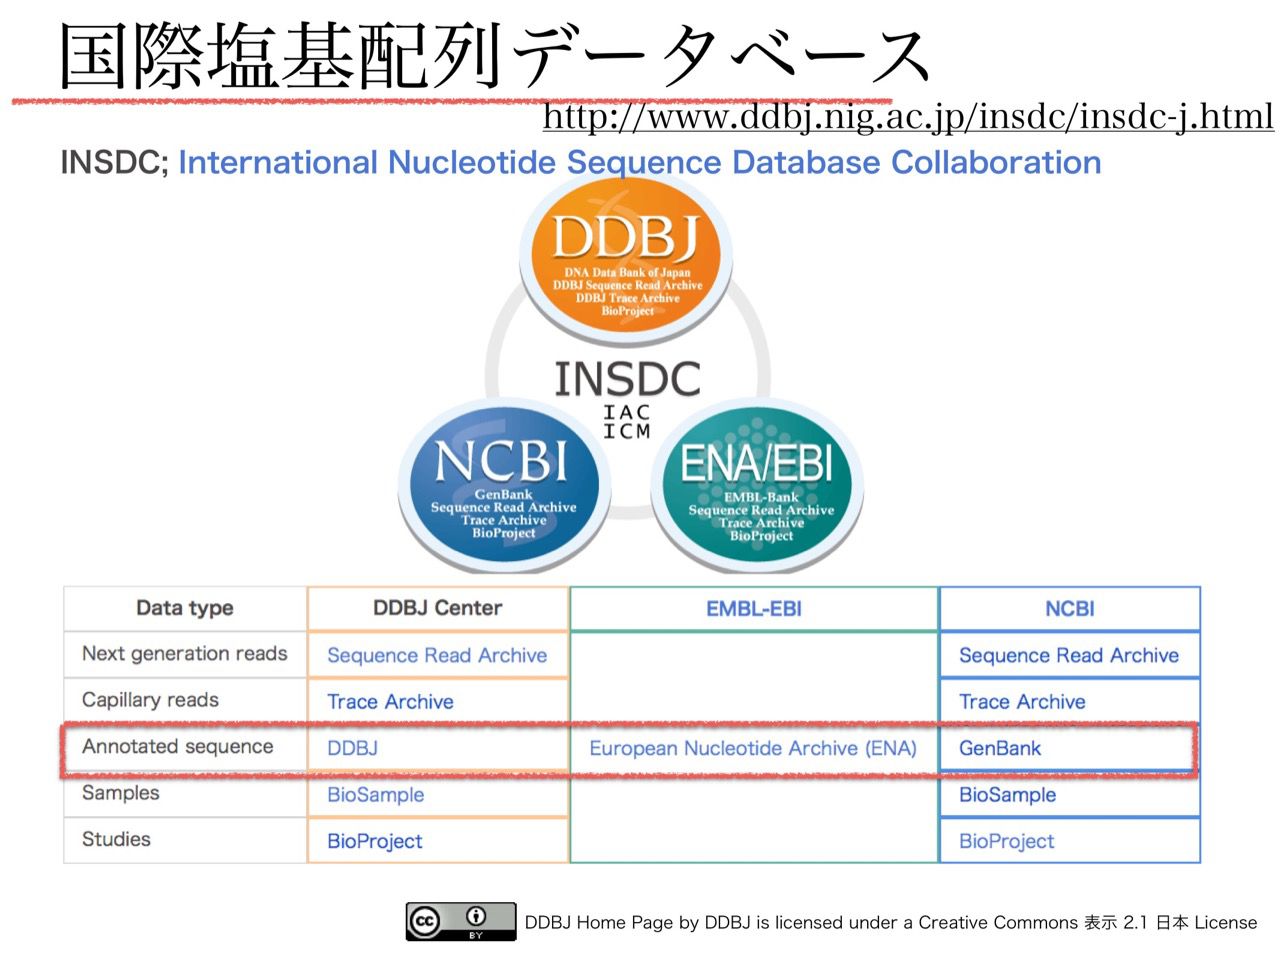 国際塩基配列データベース
http://www.ddbj.nig.ac.jp/insdc/insdc-j.html
INSDC; International Nucleotide Sequence Database Collaboration
DDBJ
DNA Data Bank of Japan
DDBJ Sequence Read Archive
DDBJ Trace Archive
BioProject
INSDC
IAC
ICM
NCBI
GenBank
Sequence Read Archive
Trace Archive
BioProject
ENA/EBI
EMBL-Bank
Sequence Read Archive
Trace Archive
BioProject
Data type DDBJ Center EMBL-EBI NCBI
Next generation reads Sequence Read Archive Sequence Read Archive
Capillary reads Trace Archive Trace Archive
Annotated sequence DDBJ European Nucleotide Archive (ENA) GenBank
Samples BioSample BioSample
Studies BioProject BioProject
cc BY DDBJ Home Page by DDBJ is licensed under a Creative Commons 表示 2.1 日本 License